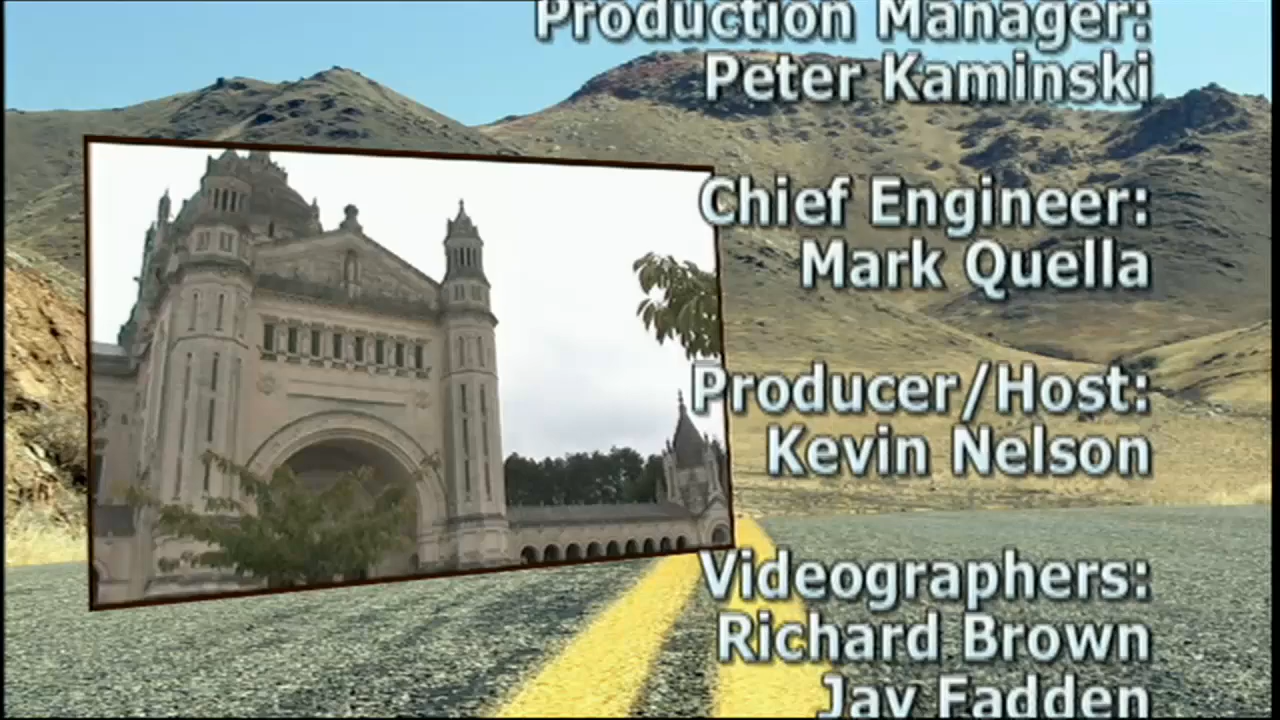 Production Manager:
Peter Kaminski
Chief Engineer:
Mark Quella
Producer/Host:
Kevin Nelson
Videographers:
Richard Brown
Jay Fadden